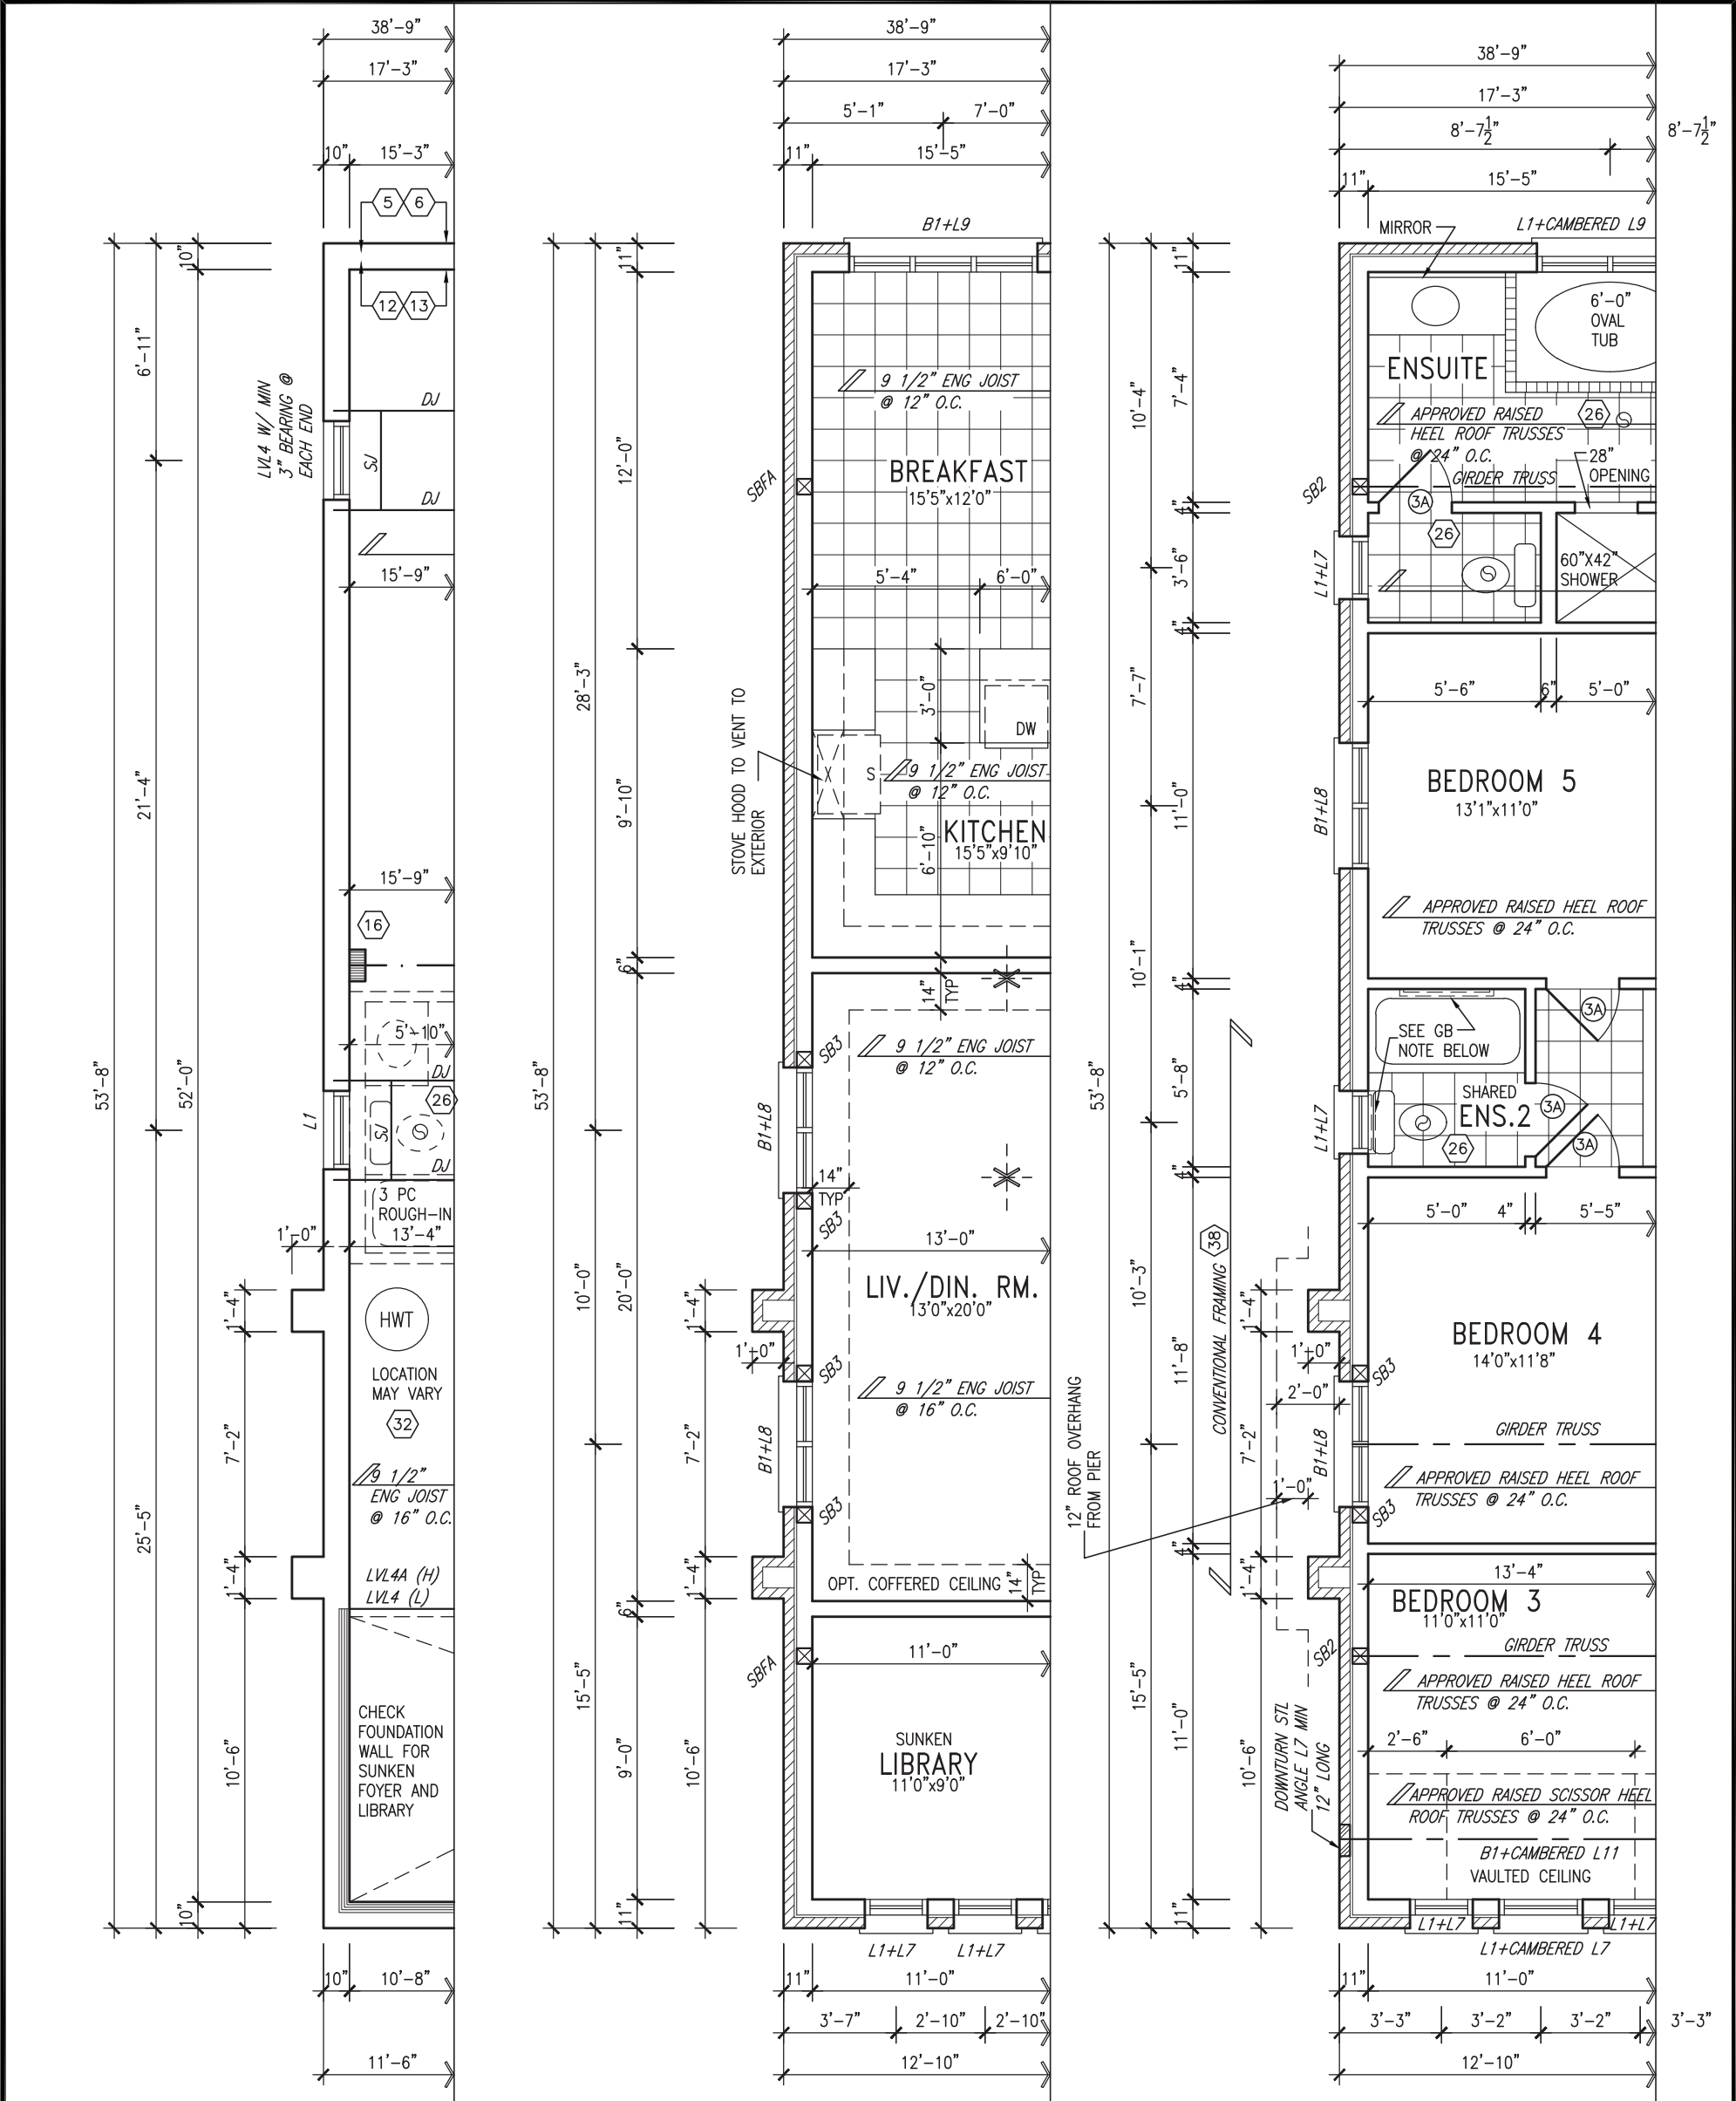 38'-9"
17'-3"
10" 15'-3"
5 6
12 13
10"
6'-11"
LVL4 W/ MIN
3" BEARING @
EACH END
DJ
SJ
DJ
15'-9"
21'-4"
15'-9"
16
5'-10"
DJ
26
L1
SJ
DJ
53'-8"
52'-0"
3 PC
ROUGH-IN
1'-0" 13'-4"
1'-4"
HWT
LOCATION
MAY VARY
32
7'-2"
9 1/2"
ENG JOIST
@ 16" O.C.
25'-5"
1'-4"
LVL4A (H)
LVL4 (L)
CHECK
FOUNDATION
WALL FOR
SUNKEN
FOYER AND
LIBRARY
10'-6"
10"
10" 10'-8"
11'-6"
38'-9"
17'-3"
5'-1" 7'-0"
11" 15'-5"
B1+L9
11"
9 1/2" ENG JOIST
@ 12" O.C.
12'-0"
BREAKFAST
15'5"x12'0"
SBFA
5'-4" 6'-0"
28'-3"
3'-0"
DW
STOVE HOOD TO VENT TO
EXTERIOR
S
9 1/2" ENG JOIST
@ 12" O.C.
9'-10"
KITCHEN
15'5"x9'10"
6'-10"
6"
14"
TYP
SB3
9 1/2" ENG JOIST
@ 12" O.C.
53'-8"
B1+L8
14"
TYP
SB3
13'-0"
10'-0"
20'-0"
1'-4"
LIV./DIN. RM.
13'0"x20'0"
1'-0"
SB3
9 1/2" ENG JOIST
@ 16" O.C.
B1+L8
7'-2"
SB3
1'-4"
OPT. COFFERED CEILING
14"
TYP
6"
SBFA
11'-0"
15'-5"
SUNKEN
LIBRARY
11'0"x9'0"
9'-0"
10'-6"
11"
L1+L7 L1+L7
11" 11'-0"
3'-7" 2'-10" 2'-10"
12'-10"
38'-9"
17'-3"
8'-7½" 8'-7½"
11" 15'-5"
MIRROR
L1+CAMBERED L9
11"
6'-0"
OVAL
TUB
ENSUITE
10'-4"
7'-4"
APPROVED RAISED
HEEL ROOF TRUSSES
@ 24" O.C.
26
28"
OPENING
GIRDER TRUSS
SB2
3A
4"
26
L1+L7
3'-6"
60"X42"
SHOWER
4"
7'-7"
5'-6" 6" 5'-0"
BEDROOM 5
13'1"x11'0"
B1+L8
11'-0"
APPROVED RAISED HEEL ROOF
TRUSSES @ 24" O.C.
10'-1"
4"
3A
SEE GB
NOTE BELOW
SHARED
ENS.2
3A
3A
26
53'-8"
5'-8"
L1+L7
4"
5'-0" 4" 5'-5"
CONVENTIONAL FRAMING 38
10'-3"
1'-4"
BEDROOM 4
14'0"x11'8"
1'-0"
SB3
2'-0"
11'-8"
12" ROOF OVERHANG
FROM PIER
GIRDER TRUSS
B1+L8
7'-2"
APPROVED RAISED HEEL ROOF
TRUSSES @ 24" O.C.
1'-0"
SB3
4"
1'-4"
13'-4"
BEDROOM 3
11'0"x11'0"
GIRDER TRUSS
SB2
APPROVED RAISED HEEL ROOF
TRUSSES @ 24" O.C.
15'-5"
11'-0"
DOWNTURN STL
ANGLE L7 MIN
12" LONG
2'-6" 6'-0"
10'-6"
APPROVED RAISED SCISSOR HEEL
ROOF TRUSSES @ 24" O.C.
B1+CAMBERED L11
VAULTED CEILING
11"
L1+L7 L1+L7
L1+CAMBERED L7
11" 11'-0"
3'-3" 3'-2" 3'-2" 3'-3"
12'-10"